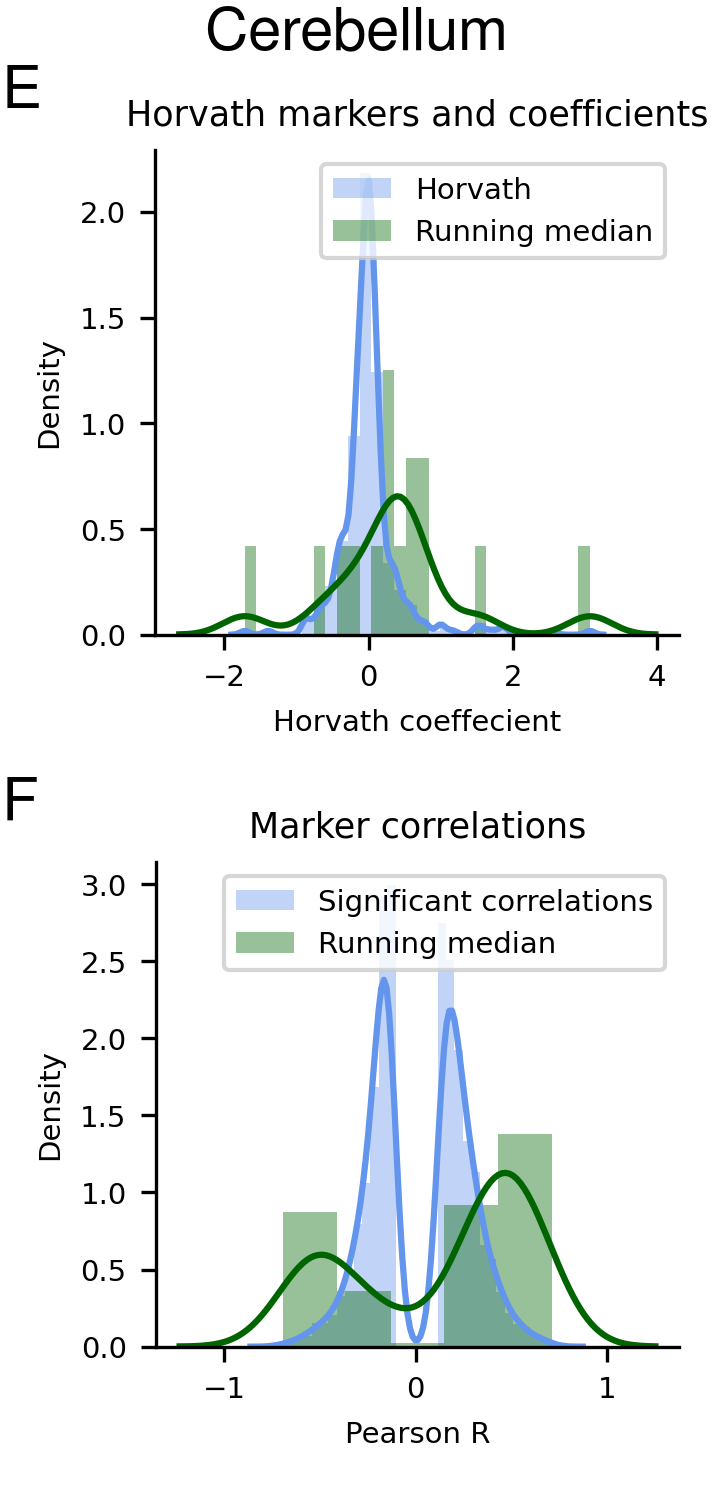 Cerebellum
E
Horvath markers and coefficients
Horvath
Running median
2.0
1.5
1.0
0.5
0.0
Density
−2 0 2 4
Horvath coeffecient
F
Marker correlations
Significant correlations
Running median
3.0
2.5
2.0
1.5
1.0
0.5
0.0
Density
−1 0 1
Pearson R